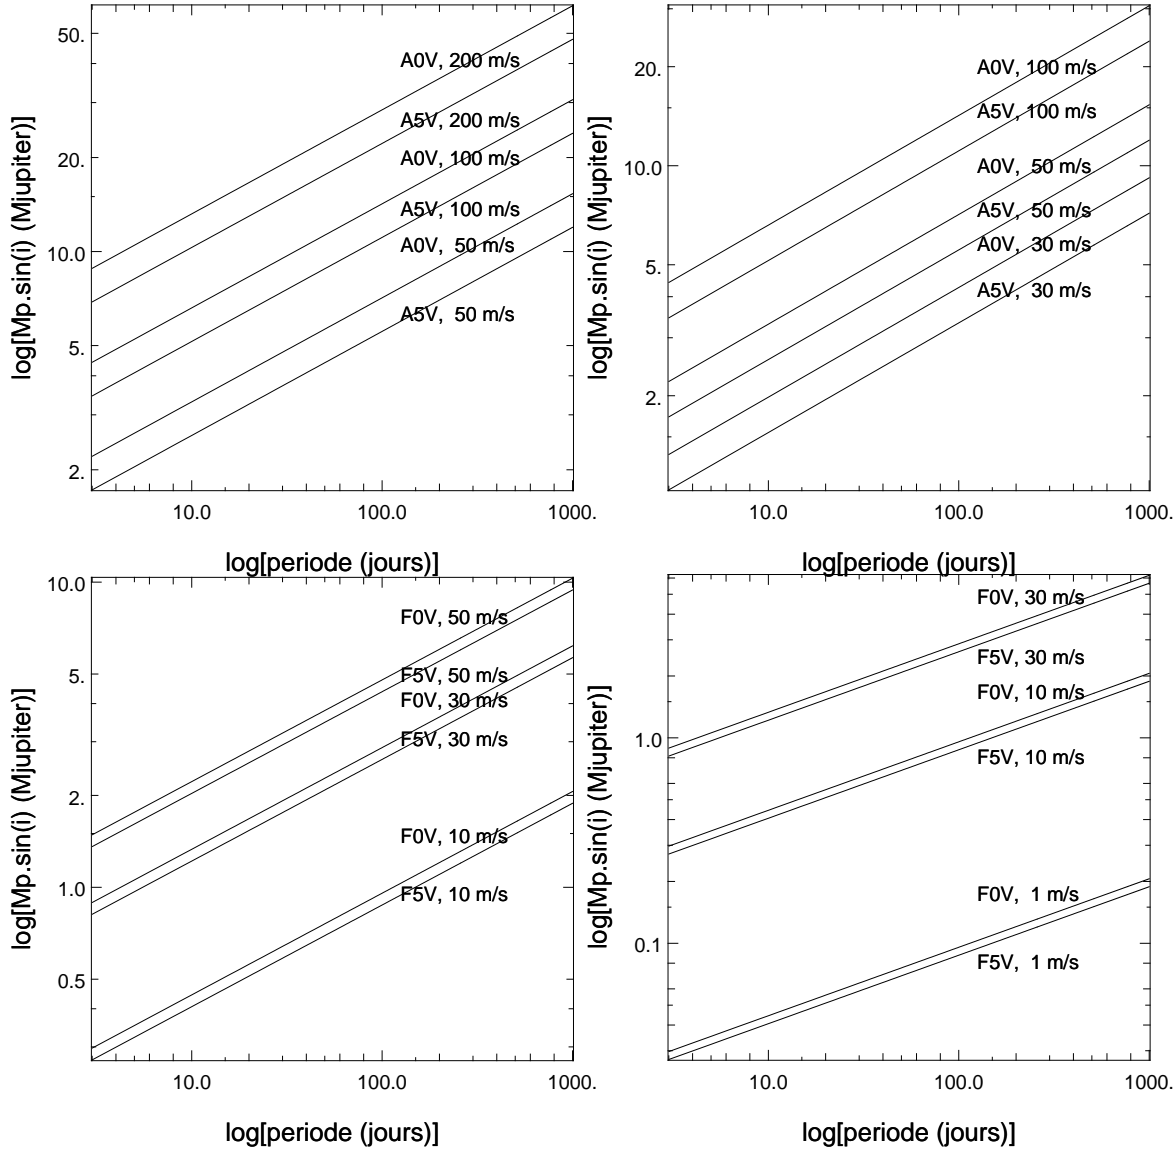 50.
20.
10.0
5.
2.
log[Mp.sin(i) (Mjupiter)]
A0V, 200 m/s
A5V, 200 m/s
A0V, 100 m/s
A5V, 100 m/s
A0V, 50 m/s
A5V, 50 m/s
10.0 100.0 1000.
log[periode (jours)]
20.
10.0
5.
2.
log[Mp.sin(i) (Mjupiter)]
A0V, 100 m/s
A5V, 100 m/s
A0V, 50 m/s
A5V, 50 m/s
A0V, 30 m/s
A5V, 30 m/s
10.0 100.0 1000.
log[periode (jours)]
10.0
5.
2.
1.0
0.5
log[Mp.sin(i) (Mjupiter)]
F0V, 50 m/s
F5V, 50 m/s
F0V, 30 m/s
F5V, 30 m/s
F0V, 10 m/s
F5V, 10 m/s
10.0 100.0 1000.
log[periode (jours)]
1.0
0.1
log[Mp.sin(i) (Mjupiter)]
F0V, 30 m/s
F5V, 30 m/s
F0V, 10 m/s
F5V, 10 m/s
F0V, 1 m/s
F5V, 1 m/s
10.0 100.0 1000.
log[periode (jours)]